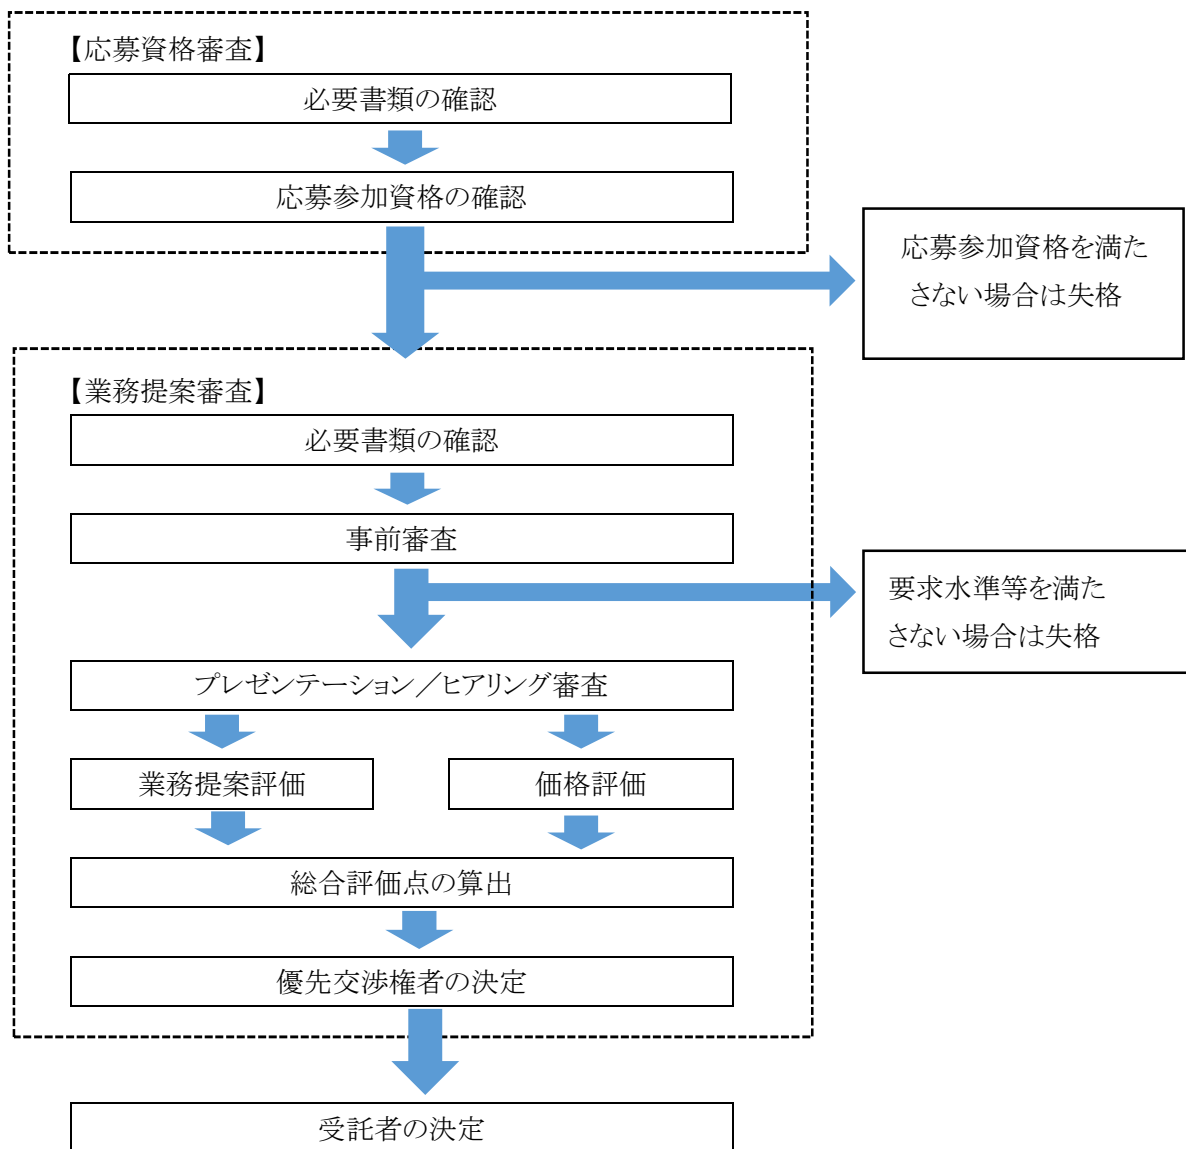 【応募資格審査】
必要書類の確認
応募参加資格の確認
応募参加資格を満た
さない場合は失格
【業務提案審査】
必要書類の確認
事前審査
要求水準等を満た
さない場合は失格
プレゼンテーション／ヒアリング審査
業務提案評価
価格評価
総合評価点の算出
優先交渉権者の決定
受託者の決定